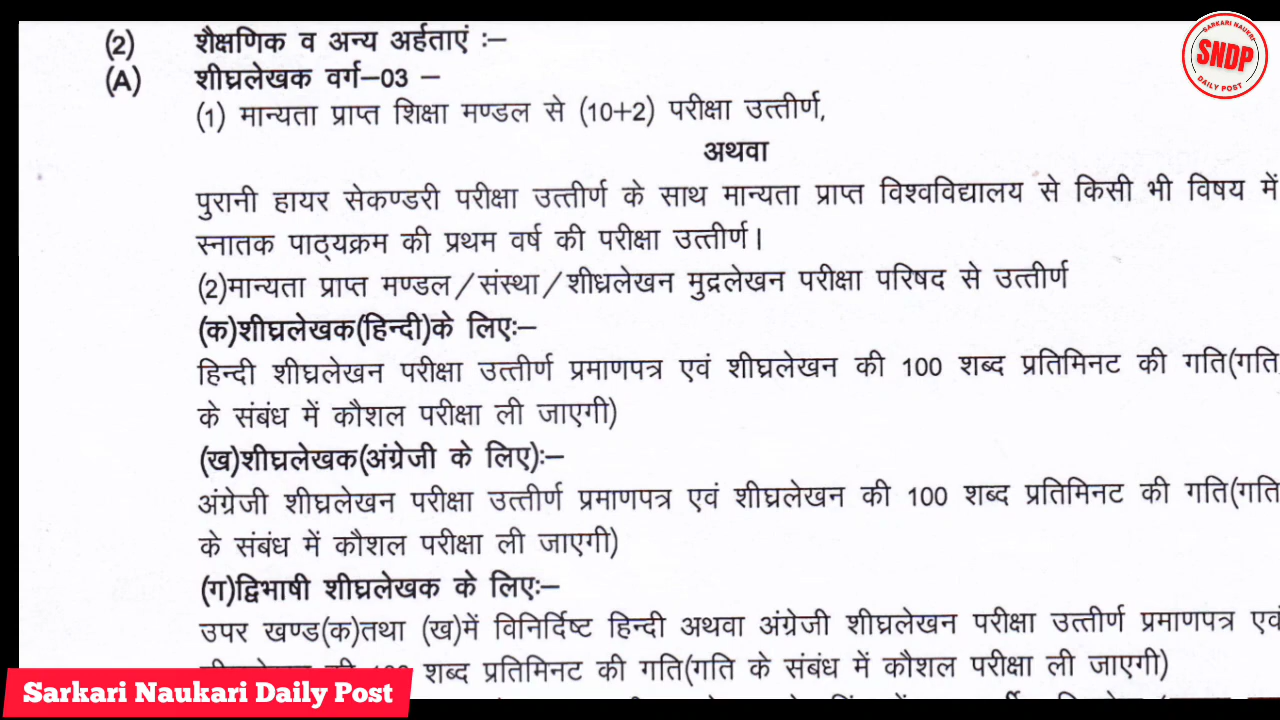 (2) शैक्षणिक व अन्य अर्हताएं :–
(A) शीघ्रलेखक वर्ग–03 –
(1) मान्यता प्राप्त शिक्षा मण्डल से (10+2) परीक्षा उत्तीर्ण,
अथवा
पुरानी हायर सेकण्डरी परीक्षा उत्तीर्ण के साथ मान्यता प्राप्त विश्वविद्यालय से किसी भी विषय में
स्नातक पाठ्यक्रम की प्रथम वर्ष की परीक्षा उत्तीर्ण।
(2)मान्यता प्राप्त मण्डल/संस्था/शीघ्रलेखन मुद्रलेखन परीक्षा परिषद से उत्तीर्ण
(क)शीघ्रलेखक(हिन्दी)के लिएः–
हिन्दी शीघ्रलेखन परीक्षा उत्तीर्ण प्रमाणपत्र एवं शीघ्रलेखन की 100 शब्द प्रतिमिनट की गति(गति
के संबंध में कौशल परीक्षा ली जाएगी)
(ख)शीघ्रलेखक(अंग्रेजी के लिए)ः–
अंग्रेजी शीघ्रलेखन परीक्षा उत्तीर्ण प्रमाणपत्र एवं शीघ्रलेखन की 100 शब्द प्रतिमिनट की गति(गति
के संबंध में कौशल परीक्षा ली जाएगी)
(ग)द्विभाषी शीघ्रलेखक के लिएः–
उपर खण्ड(क)तथा (ख)में विनिर्दिष्ट हिन्दी अथवा अंग्रेजी शीघ्रलेखन परीक्षा उत्तीर्ण प्रमाणपत्र एवं
शब्द प्रतिमिनट की गति(गति के संबंध में कौशल परीक्षा ली जाएगी)
SARKARI NAUKRI
SNDP
DAILY POST
Sarkari Naukari Daily Post